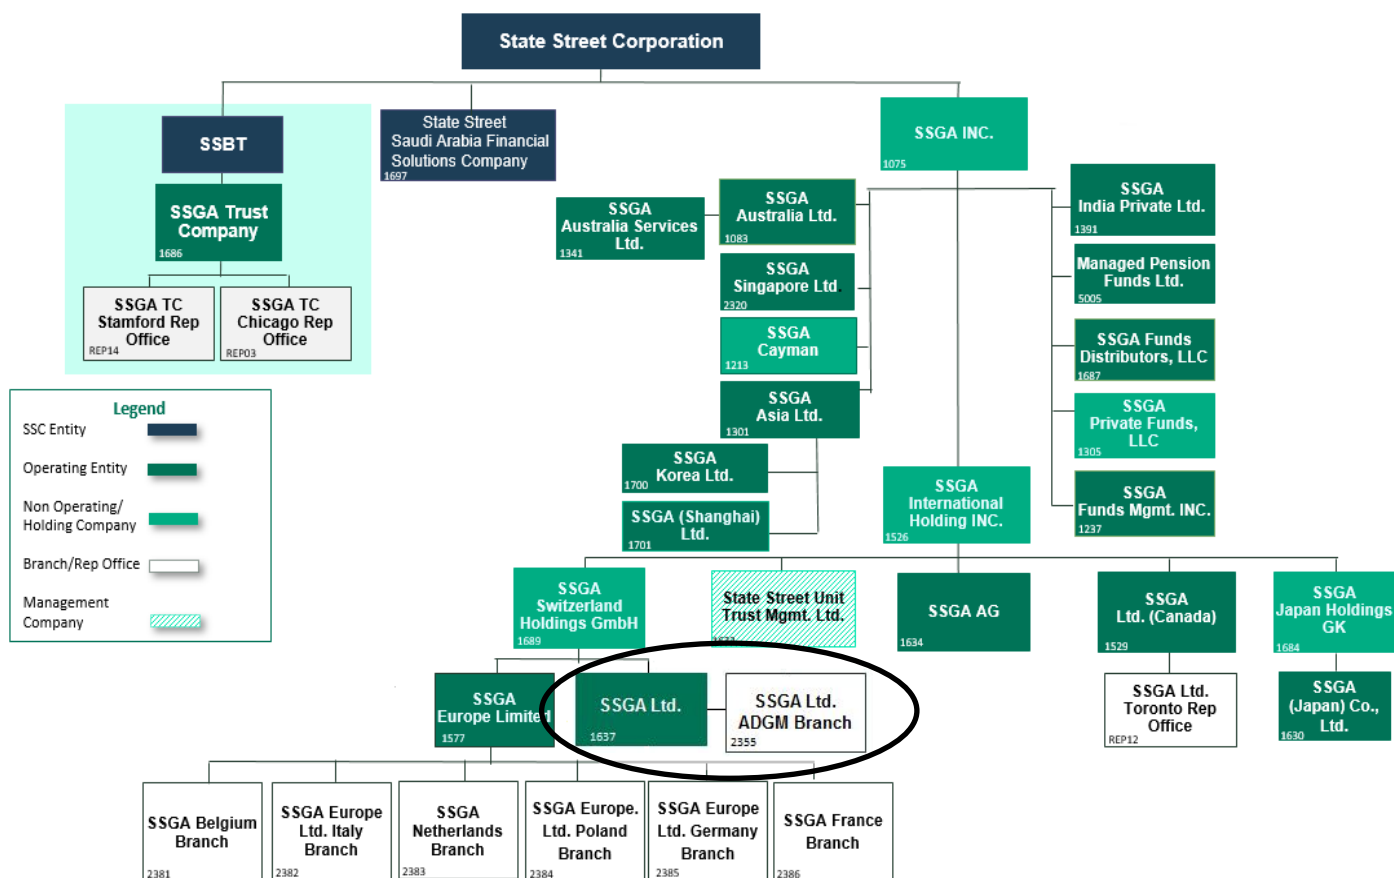 State Street Corporation
SSBT
State Street
Saudi Arabia Financial
Solutions Company
1697
SSGA INC.
1075
SSGA Trust
Company
1686
SSGA TC
Stamford Rep
Office
REP14
SSGA TC
Chicago Rep
Office
REP03
SSGA
Australia Services
Ltd.
1341
SSGA
Australia Ltd.
1083
SSGA
Singapore Ltd.
2320
SSGA
Cayman
1213
SSGA
Asia Ltd.
1301
SSGA
Korea Ltd.
1700
SSGA (Shanghai)
Ltd.
1701
SSGA
India Private Ltd.
1391
Managed Pension
Funds Ltd.
5005
SSGA Funds
Distributors, LLC
1687
SSGA
Private Funds,
LLC
1305
SSGA
Funds Mgmt. INC.
1237
SSGA
International
Holding INC.
1526
Legend
SSC Entity
Operating Entity
Non Operating/
Holding Company
Branch/Rep Office
Management
Company
SSGA
Switzerland
Holdings GmbH
1689
State Street Unit
Trust Mgmt. Ltd.
SSGA AG
1634
SSGA
Ltd. (Canada)
1529
SSGA
Japan Holdings
GK
1684
SSGA
Europe Limited
1577
SSGA Ltd.
1637
SSGA Ltd.
ADGM Branch
2355
SSGA Ltd.
Toronto Rep
Office
REP12
SSGA
(Japan) Co.,
Ltd.
1630
SSGA Belgium
Branch
2381
SSGA Europe
Ltd. Italy
Branch
2382
SSGA
Netherlands
Branch
2383
SSGA Europe.
Ltd. Poland
Branch
2384
SSGA Europe
Ltd. Germany
Branch
2385
SSGA France
Branch
2386